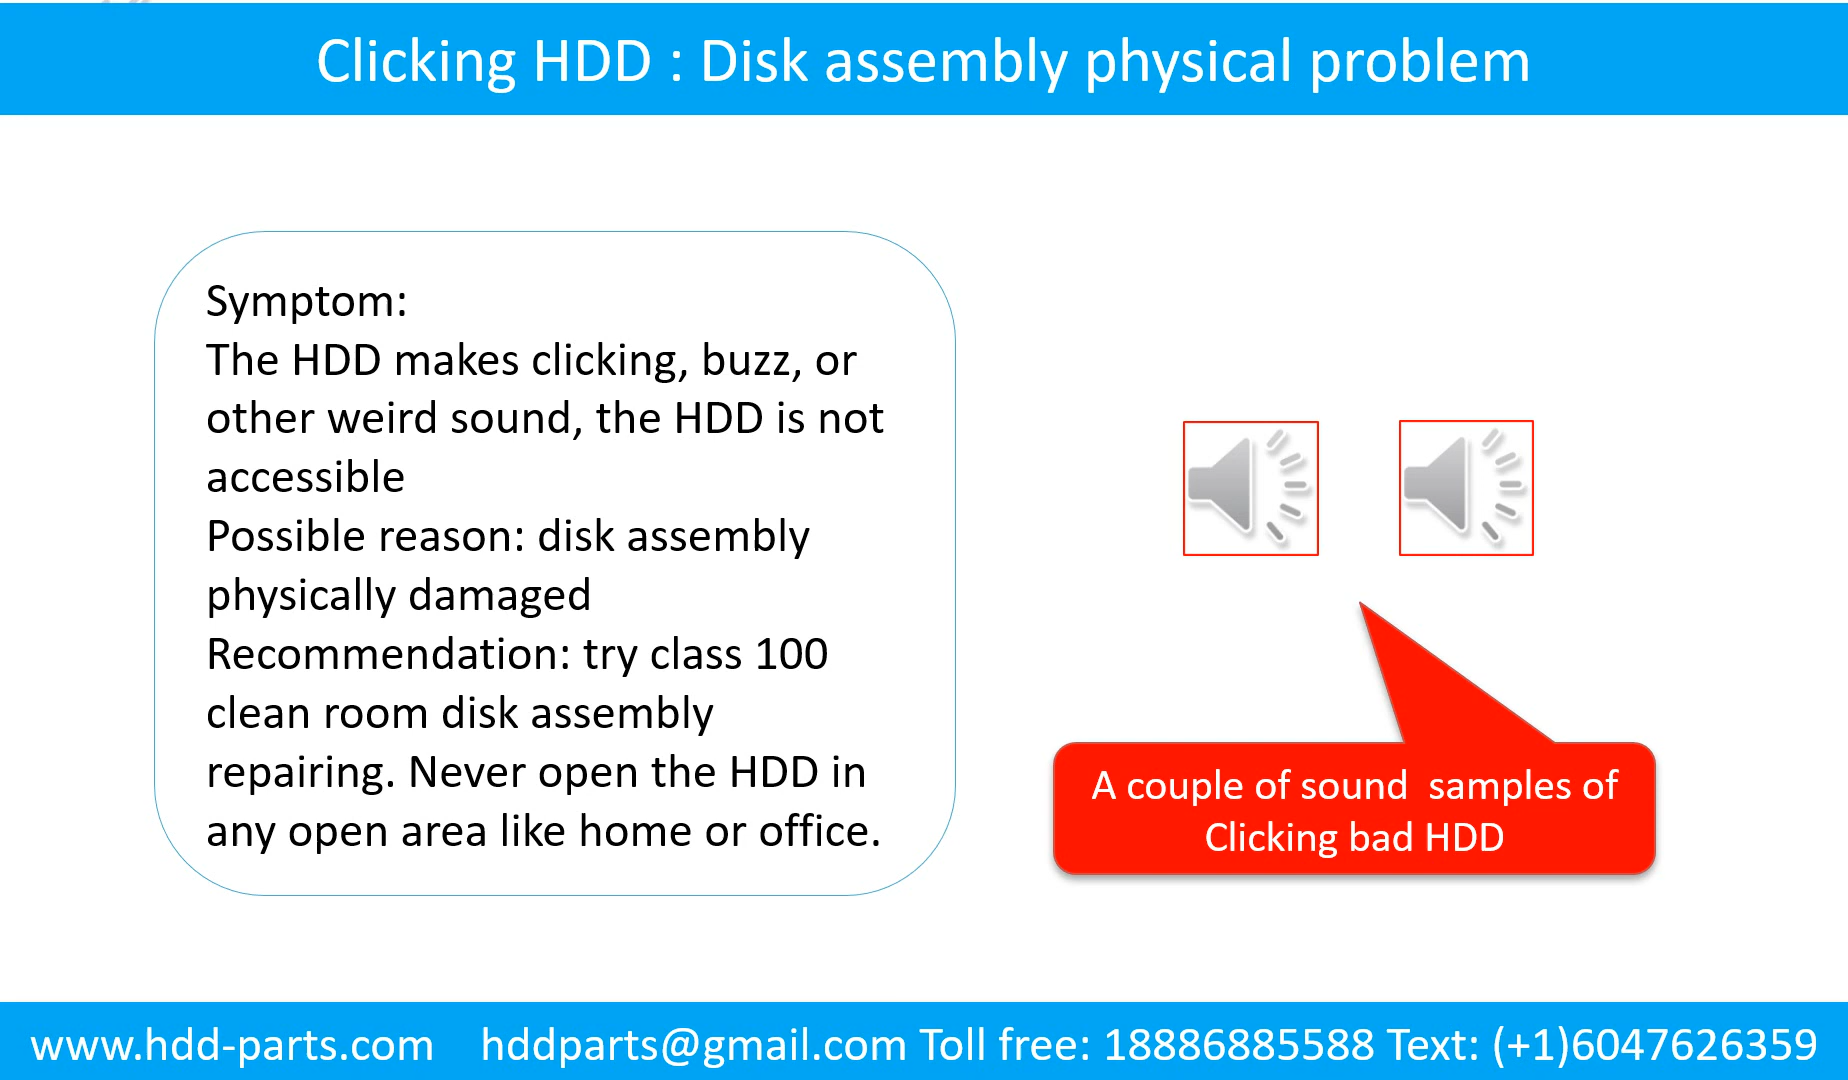 Clicking HDD : Disk assembly physical problem
Symptom:
The HDD makes clicking, buzz, or
other weird sound, the HDD is not
accessible
Possible reason: disk assembly
physically damaged
Recommendation: try class 100
clean room disk assembly
repairing. Never open the HDD in
any open area like home or office.
A couple of sound  samples of
Clicking bad HDD
www.hdd-parts.com    hddparts@gmail.com Toll free: 18886885588 Text: (+1)6047626359